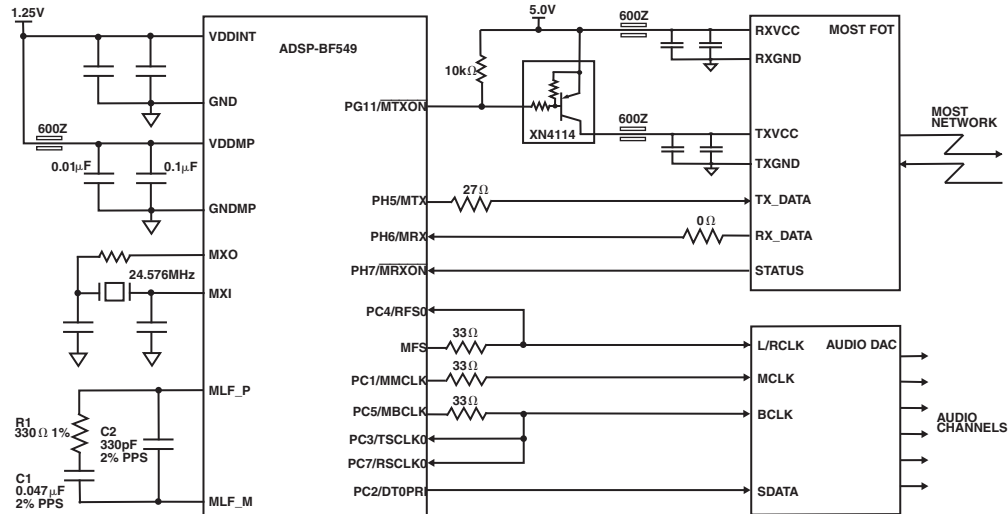 1.25V
VDDINT
GND
600Z
VDDMP
0.01µF
0.1µF
GNDMP
MXO
24.576MHz
MXI
MLF_P
R1
330Ω 1%
C2
330pF
2% PPS
C1
0.047µF
2% PPS
MLF_M
ADSP-BF549
PG11/MTXON
PH5/MTX
PH6/MRX
PH7/MRXON
PC4/RFS0
MFS
PC1/MMCLK
PC5/MBCLK
PC3/TSCLK0
PC7/RSCLK0
PC2/DT0PRI
5.0V
10kΩ
XN4114
600Z
600Z
27Ω
0Ω
33Ω
33Ω
33Ω
RXVCC
MOST FOT
RXGND
TXVCC
TXGND
TX_DATA
RX_DATA
STATUS
MOST
NETWORK
L/RCLK
AUDIO DAC
MCLK
BCLK
SDATA
AUDIO
CHANNELS